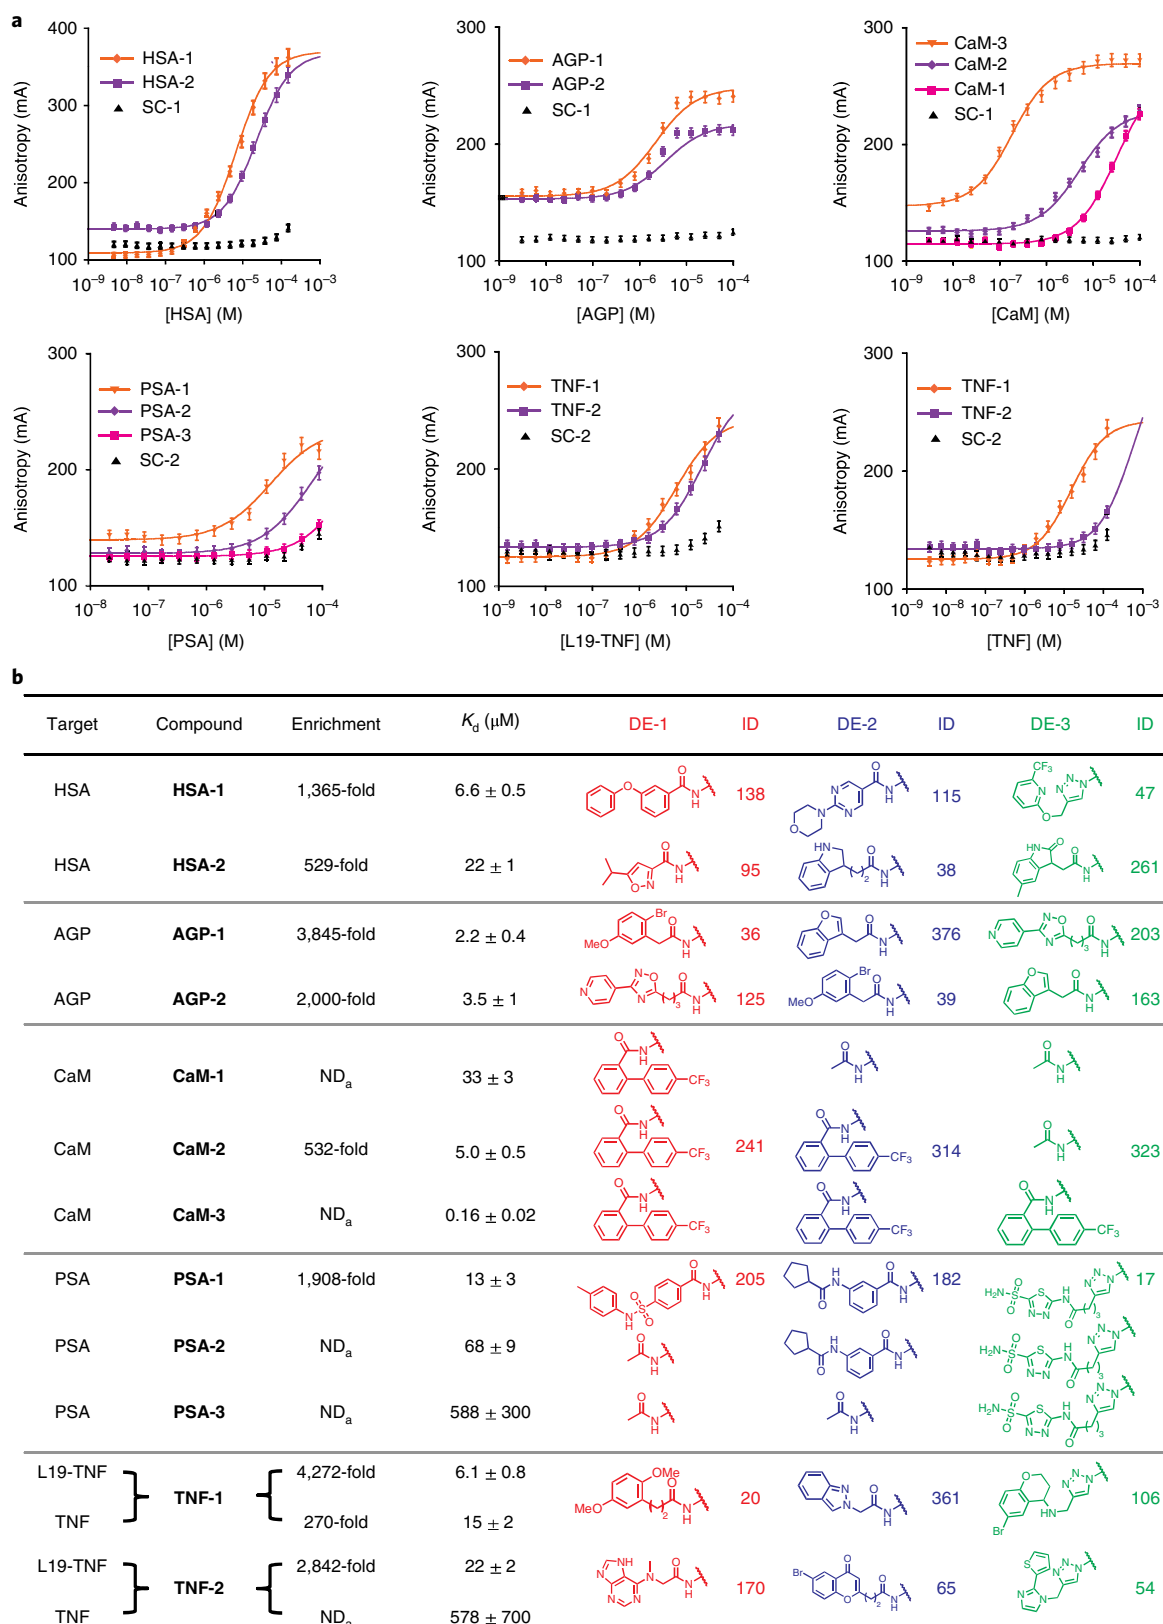 a
400
300
200
100
HSA-1
HSA-2
SC-1
Anisotropy (mA)
10⁻⁹ 10⁻⁸ 10⁻⁷ 10⁻⁶ 10⁻⁵ 10⁻⁴ 10⁻³
[HSA] (M)
300
200
100
AGP-1
AGP-2
SC-1
Anisotropy (mA)
10⁻⁹ 10⁻⁸ 10⁻⁷ 10⁻⁶ 10⁻⁵ 10⁻⁴
[AGP] (M)
300
200
100
CaM-3
CaM-2
CaM-1
SC-1
Anisotropy (mA)
10⁻⁹ 10⁻⁸ 10⁻⁷ 10⁻⁶ 10⁻⁵ 10⁻⁴
[CaM] (M)
300
200
100
PSA-1
PSA-2
PSA-3
SC-2
Anisotropy (mA)
10⁻⁸ 10⁻⁷ 10⁻⁶ 10⁻⁵ 10⁻⁴
[PSA] (M)
300
200
100
TNF-1
TNF-2
SC-2
Anisotropy (mA)
10⁻⁹ 10⁻⁸ 10⁻⁷ 10⁻⁶ 10⁻⁵ 10⁻⁴
[L19-TNF] (M)
300
200
100
TNF-1
TNF-2
SC-2
Anisotropy (mA)
10⁻⁹ 10⁻⁸ 10⁻⁷ 10⁻⁶ 10⁻⁵ 10⁻⁴ 10⁻³
[TNF] (M)
b
Target Compound Enrichment Kd (μM) DE-1 ID DE-2 ID DE-3 ID
HSA HSA-1 1,365-fold 6.6 ± 0.5 138 115 47
HSA HSA-2 529-fold 22 ± 1 95 38 261
AGP AGP-1 3,845-fold 2.2 ± 0.4 36 376 203
AGP AGP-2 2,000-fold 3.5 ± 1 125 39 163
CaM CaM-1 NDa 33 ± 3
CaM CaM-2 532-fold 5.0 ± 0.5 241 314 323
CaM CaM-3 NDa 0.16 ± 0.02
PSA PSA-1 1,908-fold 13 ± 3 205 182 17
PSA PSA-2 NDa 68 ± 9
PSA PSA-3 NDa 588 ± 300
L19-TNF 4,272-fold 6.1 ± 0.8
TNF-1 20 361 106
TNF 270-fold 15 ± 2
L19-TNF 2,842-fold 22 ± 2
TNF-2 170 65 54
TNF NDa 578 ± 700